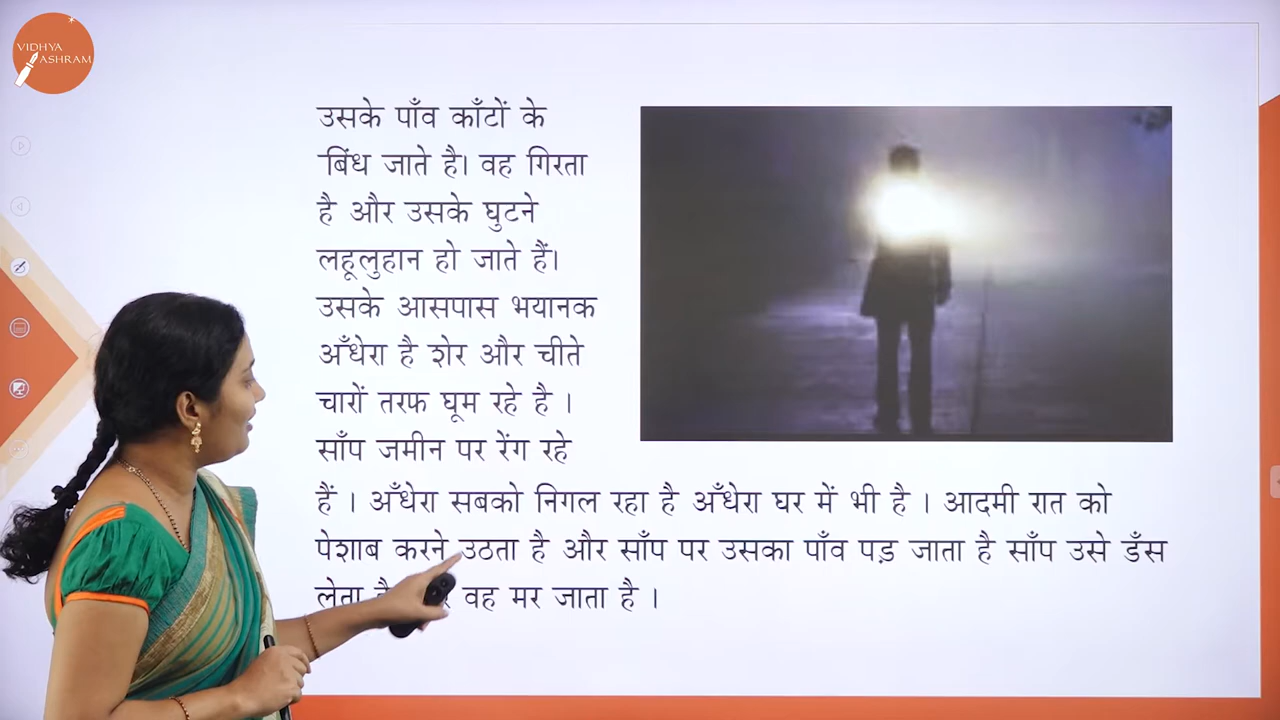 VIDHYA
ASHRAM
उसके पाँव काँटों के
बिंध जाते है। वह गिरता
है और उसके घुटने
लहूलुहान हो जाते हैं।
उसके आसपास भयानक
अँधेरा है शेर और चीते
चारों तरफ घूम रहे है ।
साँप जमीन पर रेंग रहे
हैं । अँधेरा सबको निगल रहा है अँधेरा घर में भी है । आदमी रात को
पेशाब करने उठता है और साँप पर उसका पाँव पड़ जाता है साँप उसे डँस
लेता है वह मर जाता है ।